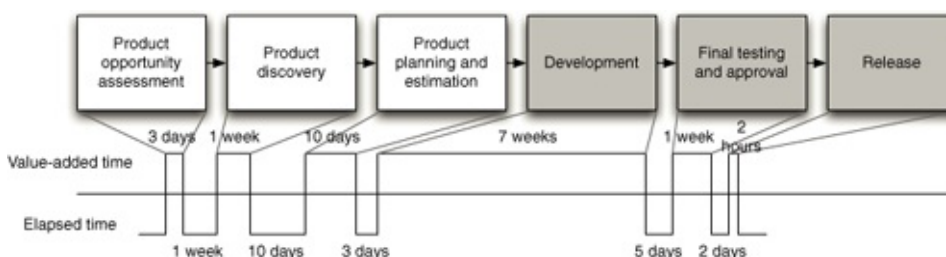 Product
opportunity
assessment
Product
discovery
Product
planning and
estimation
Development
Final testing
and approval
Release
3 days
1 week
10 days
7 weeks
1 week
2
hours
Value-added time
Elapsed time
1 week
10 days
3 days
5 days
2 days